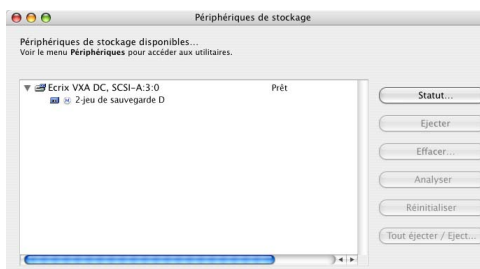 Périphériques de stockage
Périphériques de stockage disponibles...
Voir le menu Périphériques pour accéder aux utilitaires.
Ecrix VXA DC, SCSI-A:3:0 Prêt
2-jeu de sauvegarde D
Statut...
Ejecter
Effacer...
Analyser
Réinitialiser
Tout éjecter / Eject...